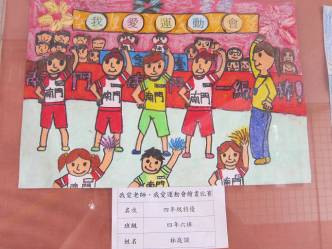 我愛運動會
南門
南門
南門
南門
我愛老師、我愛運動會繪畫比賽
名次 四年級特優
班級 四年六班
姓名